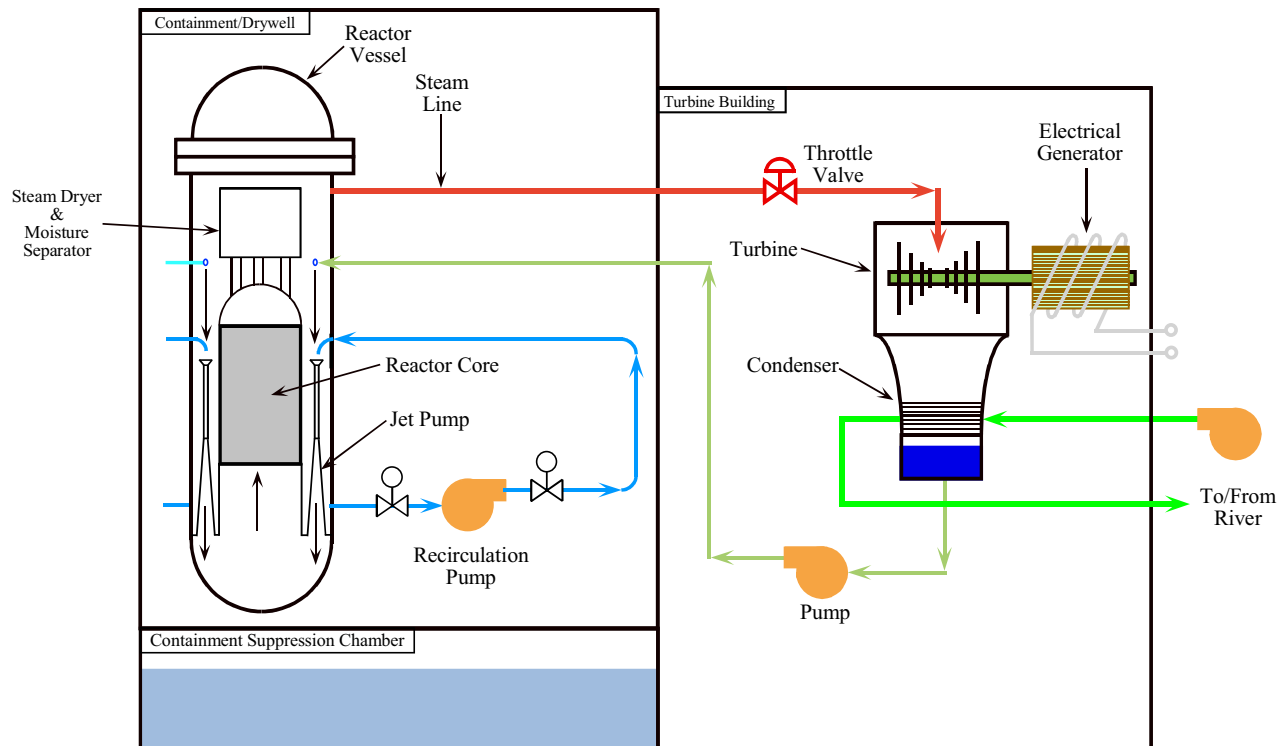 Containment/Drywell
Reactor
Vessel
Steam
Line
Turbine Building
Electrical
Generator
Throttle
Valve
Steam Dryer
&
Moisture
Separator
Turbine
Condenser
Reactor Core
Jet Pump
To/From
River
Recirculation
Pump
Pump
Containment Suppression Chamber